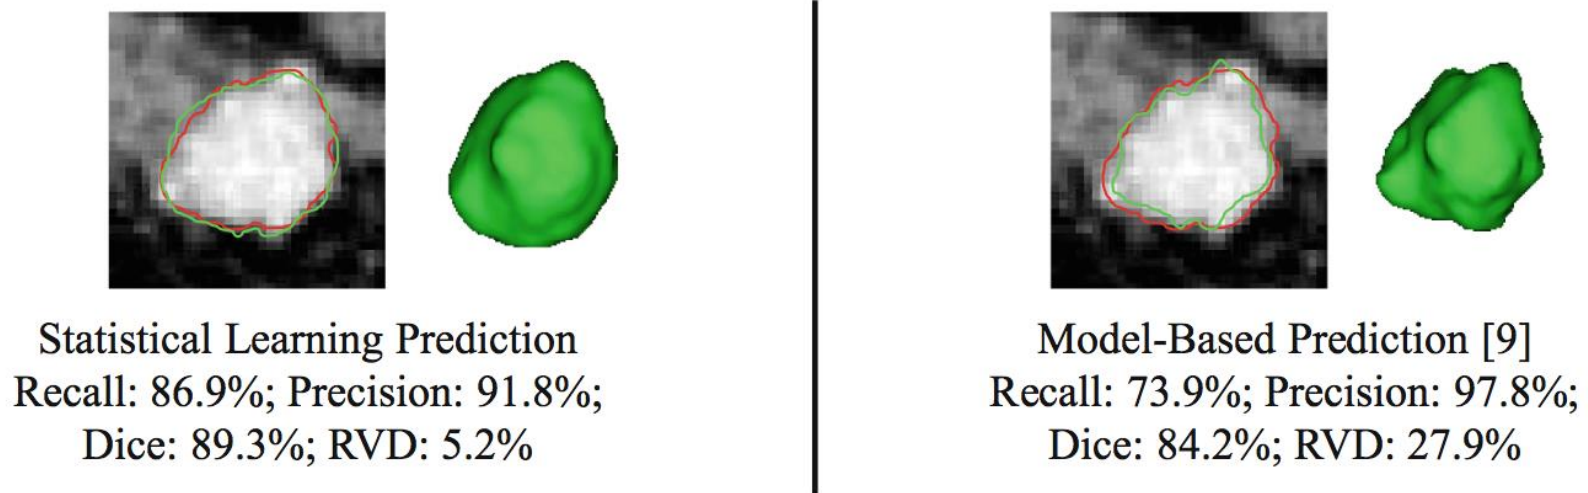 Statistical Learning Prediction
Recall: 86.9%; Precision: 91.8%;
Dice: 89.3%; RVD: 5.2%
Model-Based Prediction [9]
Recall: 73.9%; Precision: 97.8%;
Dice: 84.2%; RVD: 27.9%